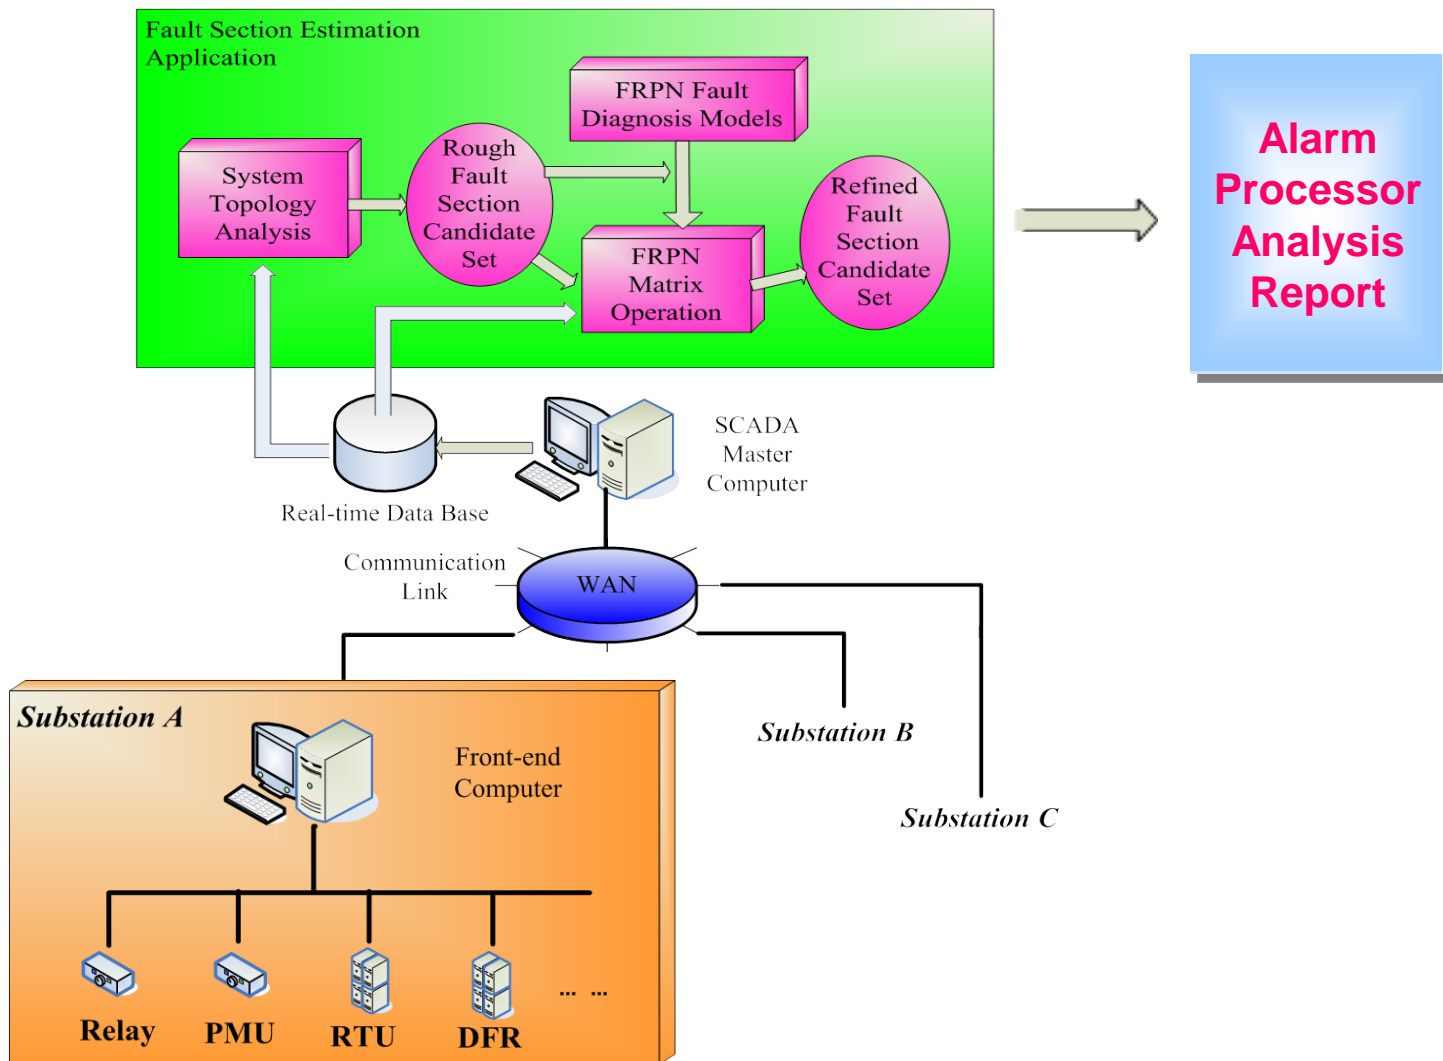 Fault Section Estimation
Application
FRPN Fault
Diagnosis Models
System
Topology
Analysis
Rough
Fault
Section
Candidate
Set
FRPN
Matrix
Operation
Refined
Fault
Section
Candidate
Set
Alarm
Processor
Analysis
Report
SCADA
Master
Computer
Real-time Data Base
Communication
Link
WAN
Substation A
Front-end
Computer
Substation B
Substation C
Relay
PMU
RTU
DFR
... ...